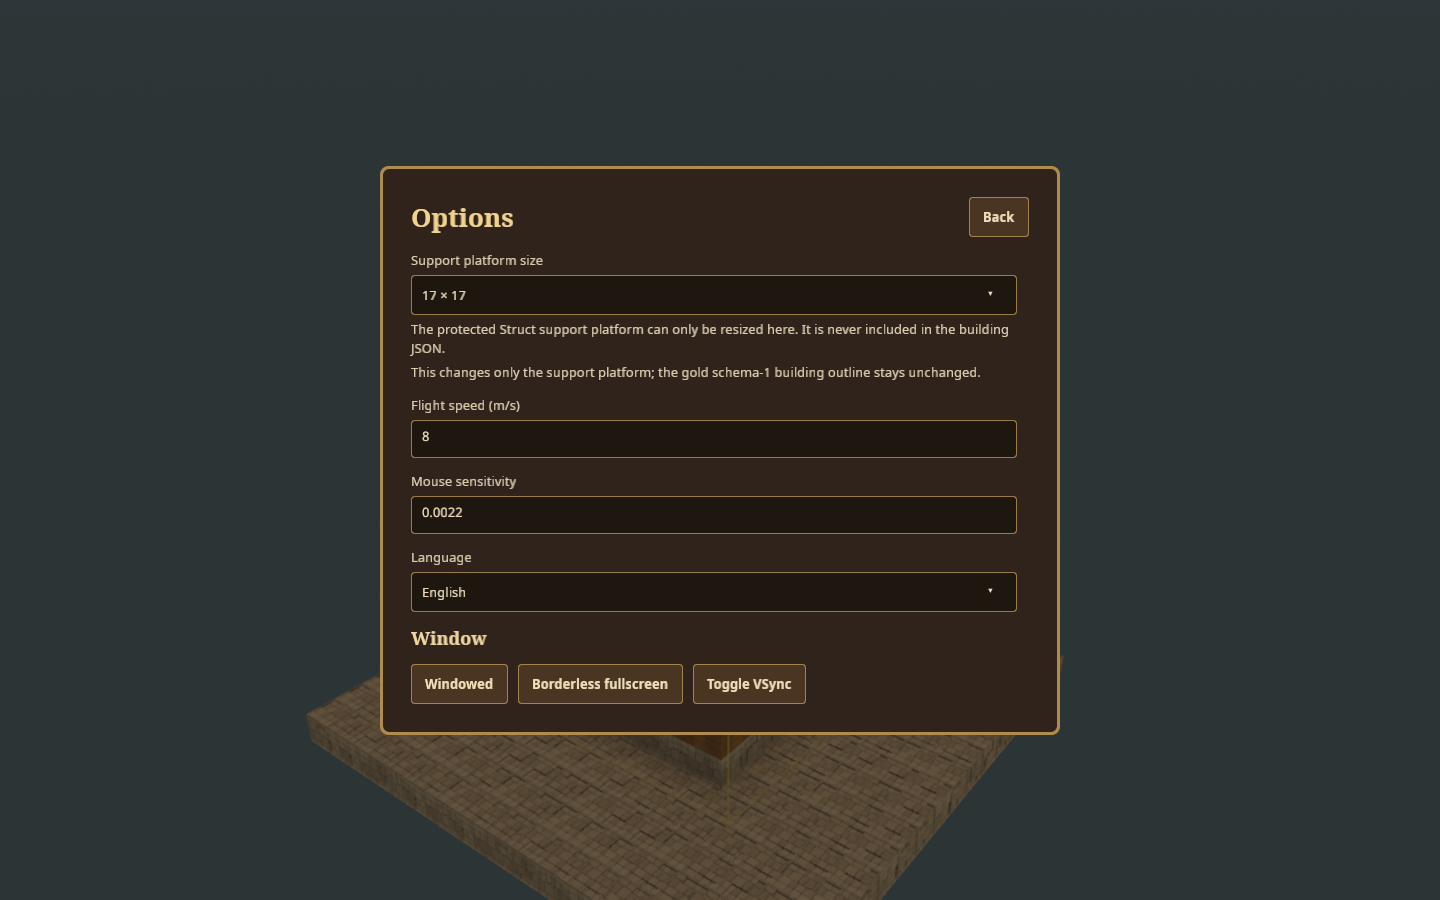 Options
Back
Support platform size
17 × 17
The protected Struct support platform can only be resized here. It is never included in the building
JSON.
This changes only the support platform; the gold schema-1 building outline stays unchanged.
Flight speed (m/s)
8
Mouse sensitivity
0.0022
Language
English
Window
Windowed
Borderless fullscreen
Toggle VSync